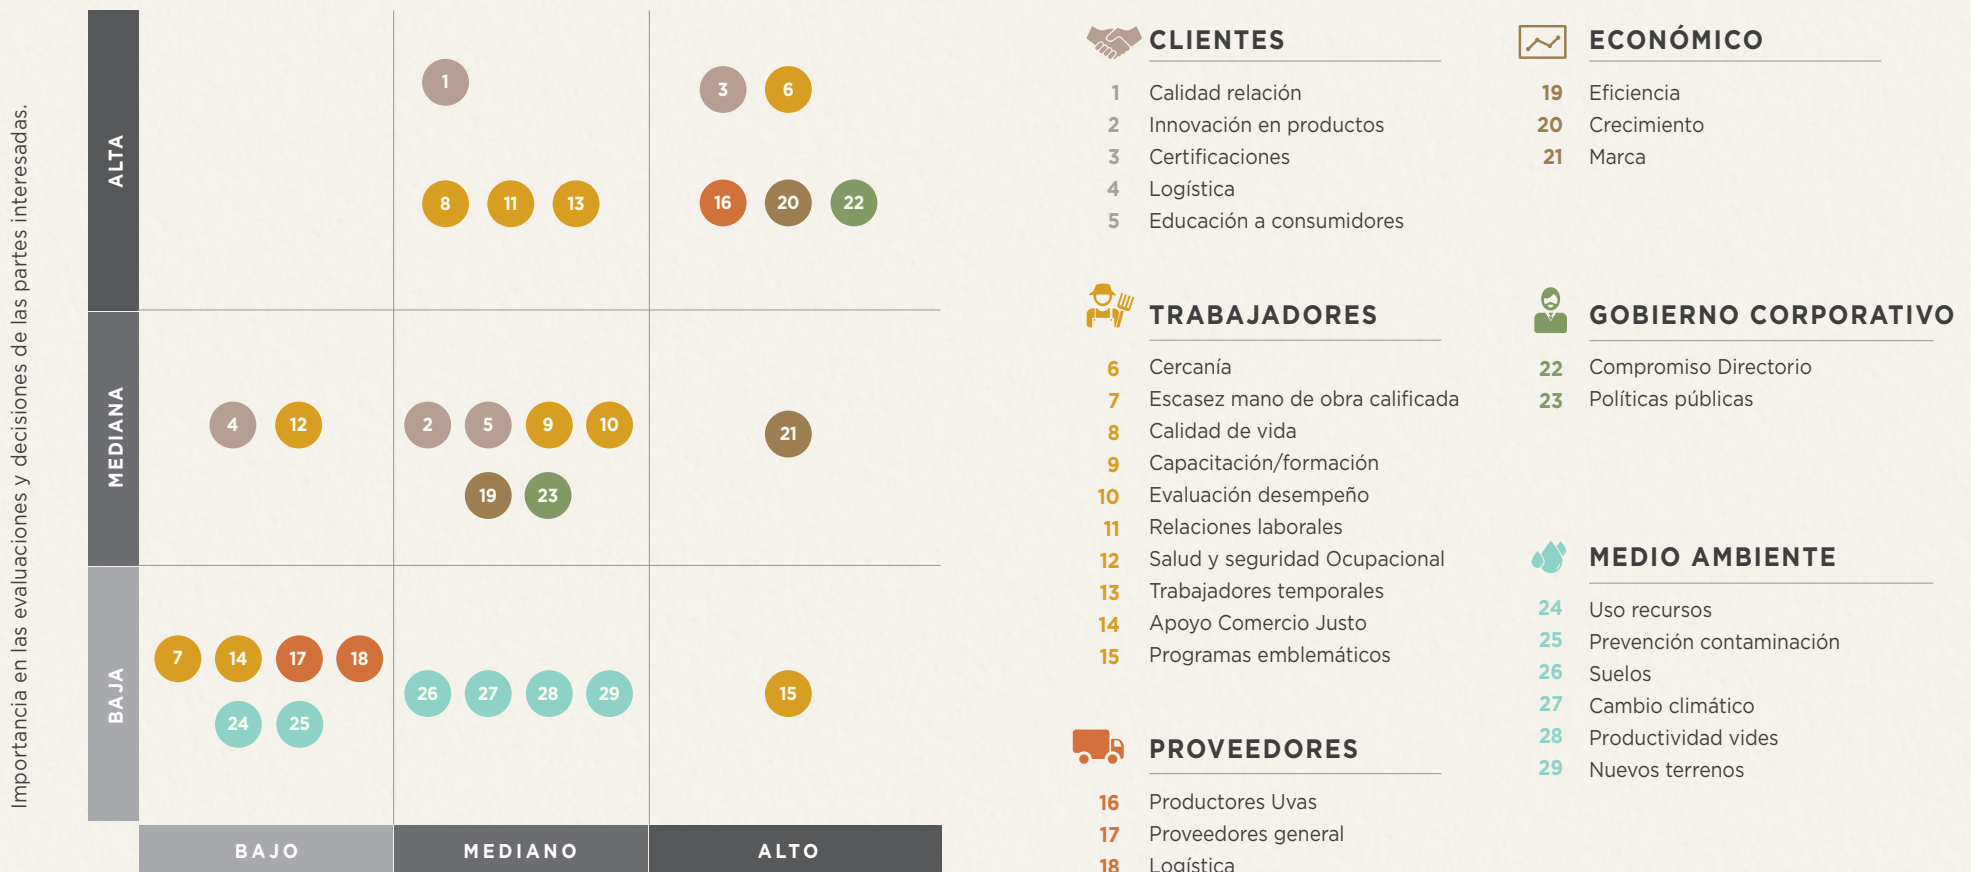 Importancia en las evaluaciones y decisiones de las partes interesadas.
ALTA
1
3 6
8 11 13
16 20 22
MEDIANA
4 12
2 5 9 10
21
19 23
BAJA
7 14 17 18
26 27 28 29
15
24 25
BAJO MEDIANO ALTO
CLIENTES
1 Calidad relación
2 Innovación en productos
3 Certificaciones
4 Logística
5 Educación a consumidores
TRABAJADORES
6 Cercanía
7 Escasez mano de obra calificada
8 Calidad de vida
9 Capacitación/formación
10 Evaluación desempeño
11 Relaciones laborales
12 Salud y seguridad Ocupacional
13 Trabajadores temporales
14 Apoyo Comercio Justo
15 Programas emblemáticos
PROVEEDORES
16 Productores Uvas
17 Proveedores general
18 Logística
ECONÓMICO
19 Eficiencia
20 Crecimiento
21 Marca
GOBIERNO CORPORATIVO
22 Compromiso Directorio
23 Políticas públicas
MEDIO AMBIENTE
24 Uso recursos
25 Prevención contaminación
26 Suelos
27 Cambio climático
28 Productividad vides
29 Nuevos terrenos